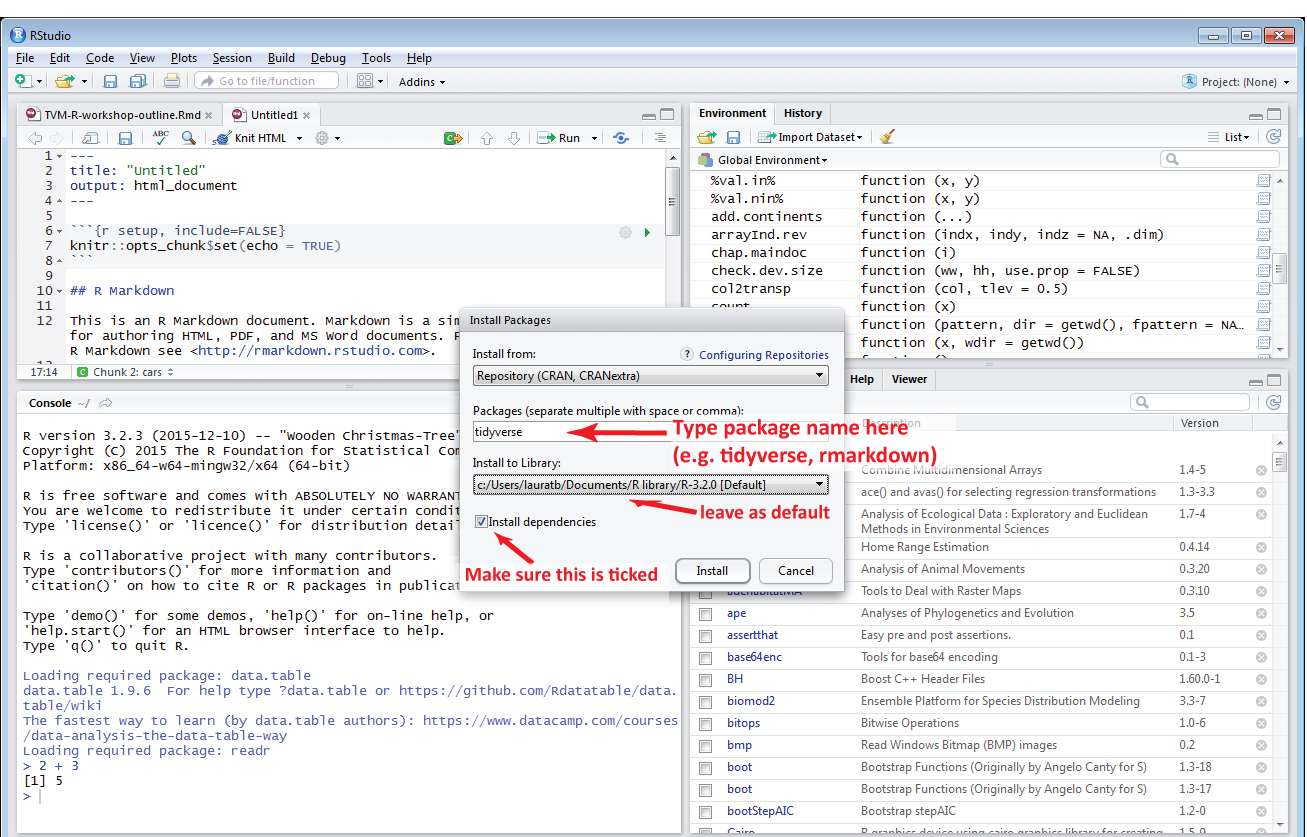 RStudio
File Edit Code View Plots Session Build Debug Tools Help
Go to file/function Addins Project: (None)
TVM-R-workshop-outline.Rmd Untitled1
ABC Knit HTML Run
1 ---
2 title: "Untitled"
3 output: html_document
4 ---
5
6 ```{r setup, include=FALSE}
7 knitr::opts_chunk$set(echo = TRUE)
8 ```
9
10 ## R Markdown
11
12 This is an R Markdown document. Markdown is a sim
for authoring HTML, PDF, and MS Word documents.
R Markdown see <http://rmarkdown.rstudio.com>.
17:14 Chunk 2: cars
Console ~/
R version 3.2.3 (2015-12-10) -- "Wooden Christmas-Tree"
Copyright (C) 2015 The R Foundation for Statistical Com
Platform: x86_64-w64-mingw32/x64 (64-bit)
R is free software and comes with ABSOLUTELY NO WARRANT
You are welcome to redistribute it under certain condit
Type 'license()' or 'licence()' for distribution detai
R is a collaborative project with many contributors.
Type 'contributors()' for more information and
'citation()' on how to cite R or R packages in publicat
Type 'demo()' for some demos, 'help()' for on-line help, or
'help.start()' for an HTML browser interface to help.
Type 'q()' to quit R.
Loading required package: data.table
data.table 1.9.6 For help type ?data.table or https://github.com/Rdatatable/data.
table/wiki
The fastest way to learn (by data.table authors): https://www.datacamp.com/courses
/data-analysis-the-data-table-way
Loading required package: readr
> 2 + 3
[1] 5
>
Environment History
Import Dataset List
Global Environment
%val.in% function (x, y)
%val.nin% function (x, y)
add.continents function (...)
arrayInd.rev function (indx, indy, indz = NA, .dim)
chap.maindoc function (i)
check.dev.size function (ww, hh, use.prop = FALSE)
col2transp function (col, tlev = 0.5)
count function (x)
function (pattern, dir = getwd(), fpattern = NA…
function (x, wdir = getwd())
Install Packages
Install from: ? Configuring Repositories
Repository (CRAN, CRANextra)
Packages (separate multiple with space or comma):
tidyverse
Type package name here
(e.g. tidyverse, rmarkdown)
Install to Library:
c:/Users/lauratb/Documents/R library/R-3.2.0 [Default]
leave as default
Install dependencies
Make sure this is ticked
Install Cancel
Help Viewer
Description Version
Combine Multidimensional Arrays 1.4-5
ace() and avas() for selecting regression transformations 1.3-3.3
Analysis of Ecological Data : Exploratory and Euclidean 1.7-4
Methods in Environmental Sciences
Home Range Estimation 0.4.14
Analysis of Animal Movements 0.3.20
adehabitatMA Tools to Deal with Raster Maps 0.3.10
ape Analyses of Phylogenetics and Evolution 3.5
assertthat Easy pre and post assertions. 0.1
base64enc Tools for base64 encoding 0.1-3
BH Boost C++ Header Files 1.60.0-1
biomod2 Ensemble Platform for Species Distribution Modeling 3.3-7
bitops Bitwise Operations 1.0-6
bmp Read Windows Bitmap (BMP) images 0.2
boot Bootstrap Functions (Originally by Angelo Canty for S) 1.3-18
boot Bootstrap Functions (Originally by Angelo Canty for S) 1.3-17
bootStepAIC Bootstrap stepAIC 1.2-0
Cairo R graphics device using cairo graphics library for creating 1.5-9